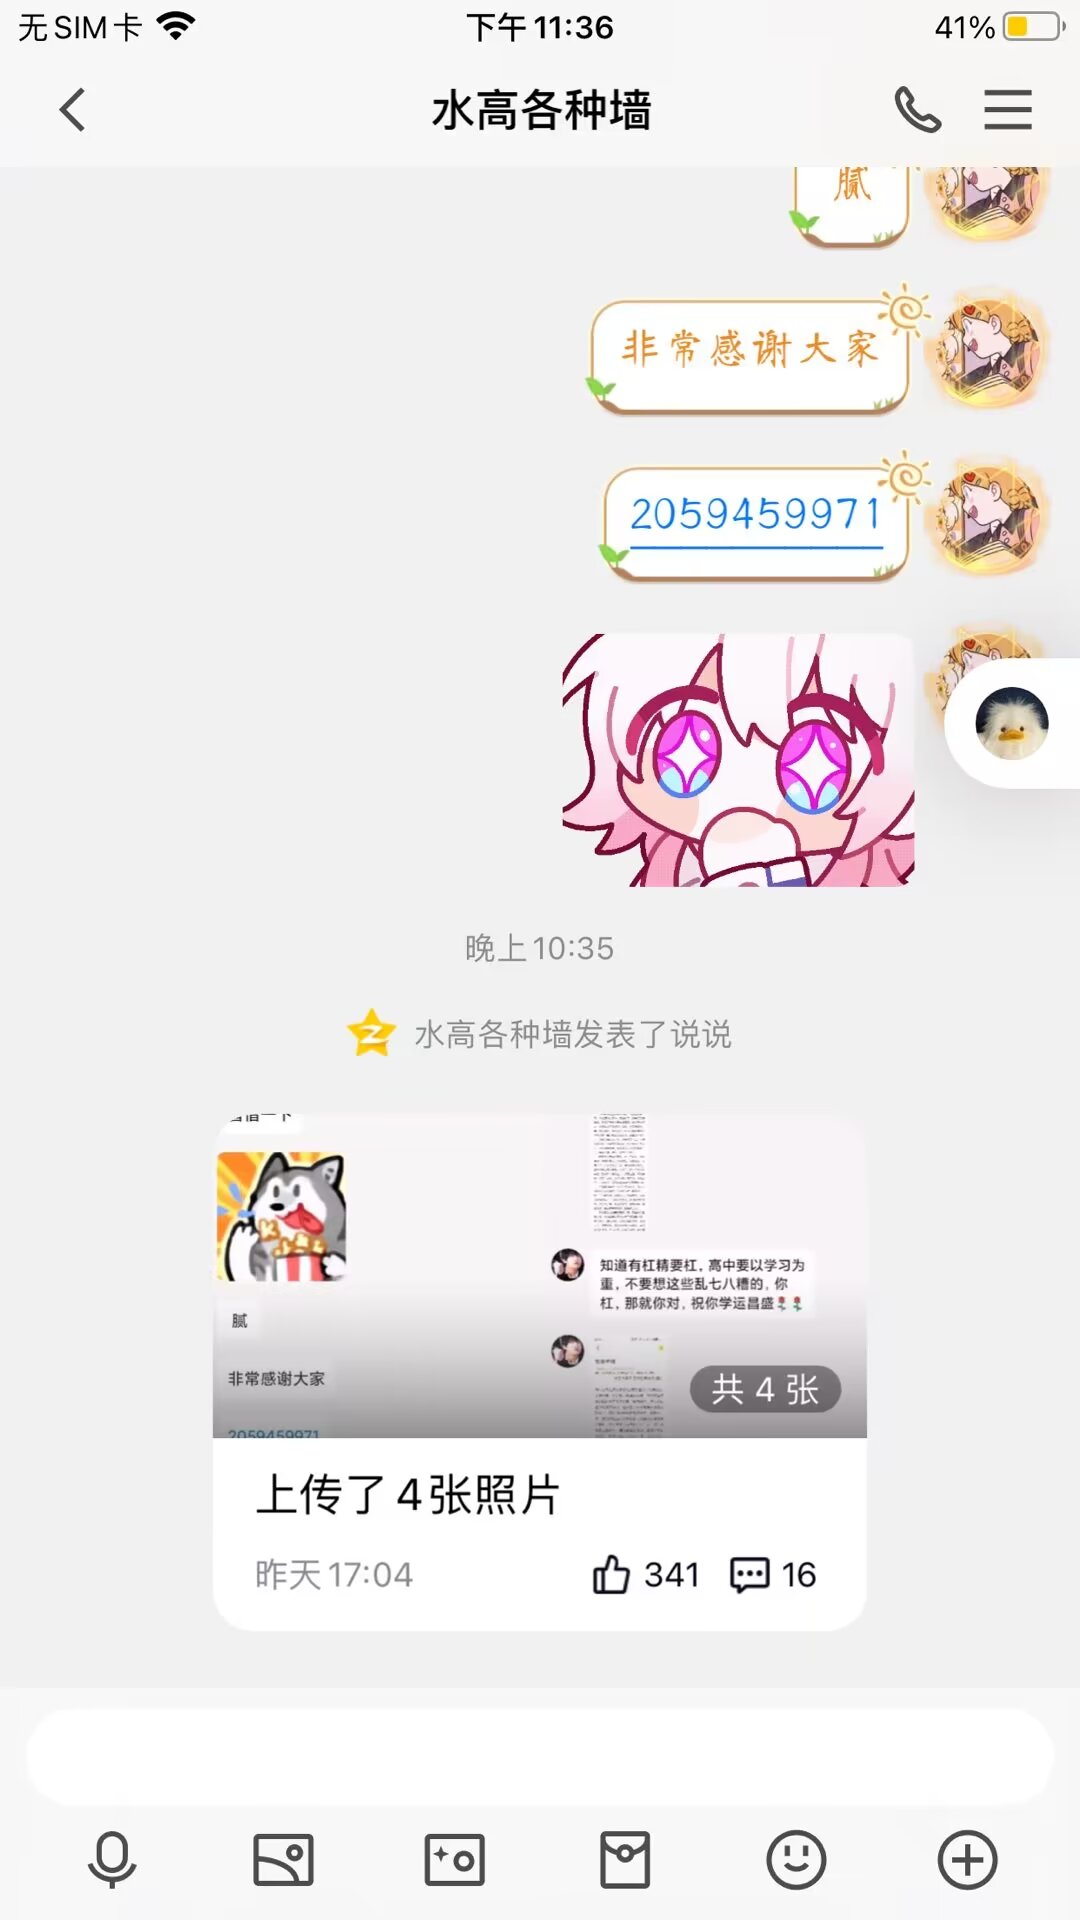 无SIM卡
下午11:36
41%
水高各种墙
腻
非常感谢大家
2059459971
晚上10:35
水高各种墙发表了说说
知道有杠精要杠，高中要以学习为
重，不要想这些乱七八糟的，你
杠，那就你对，祝你学运昌盛
腻
非常感谢大家
2059459971
共 4 张
上传了4张照片
昨天17:04
341
16